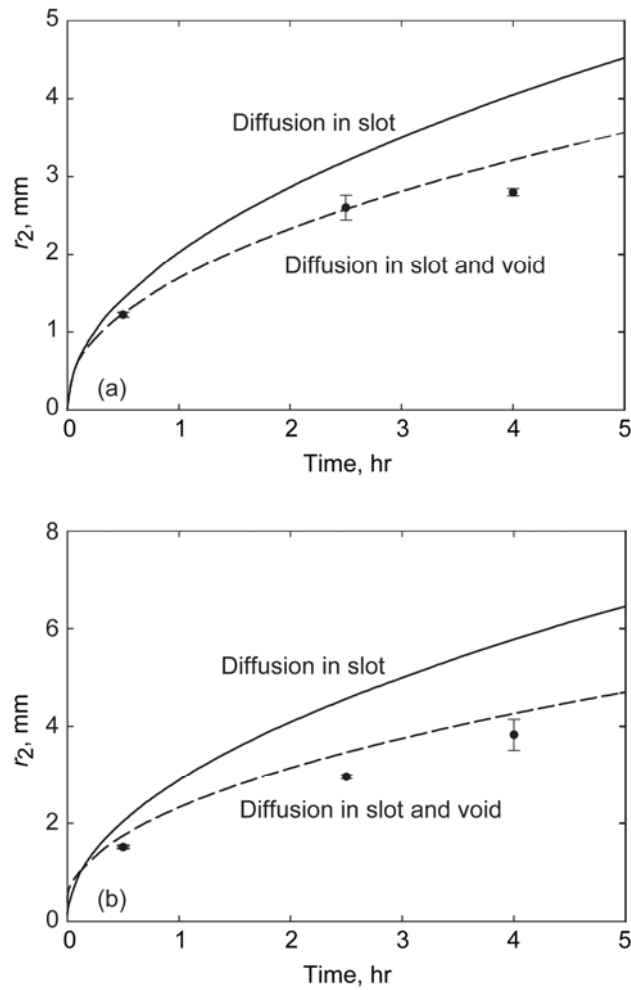 5
4
Diffusion in slot
3
r2, mm
2
Diffusion in slot and void
1
(a)
0
0 1 2 3 4 5
Time, hr
8
6
Diffusion in slot
r2, mm
4
Diffusion in slot and void
2
(b)
0
0 1 2 3 4 5
Time, hr